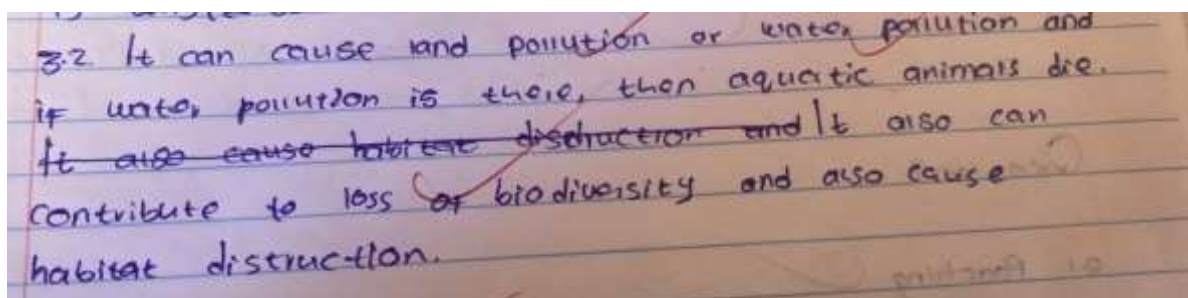 3.2 It can cause land pollution or water pollution and
if water pollution is there, then aquatic animals die.
It also cause habitat disdruction and It also can
contribute to loss of biodiversity and also cause
habitat distruction.